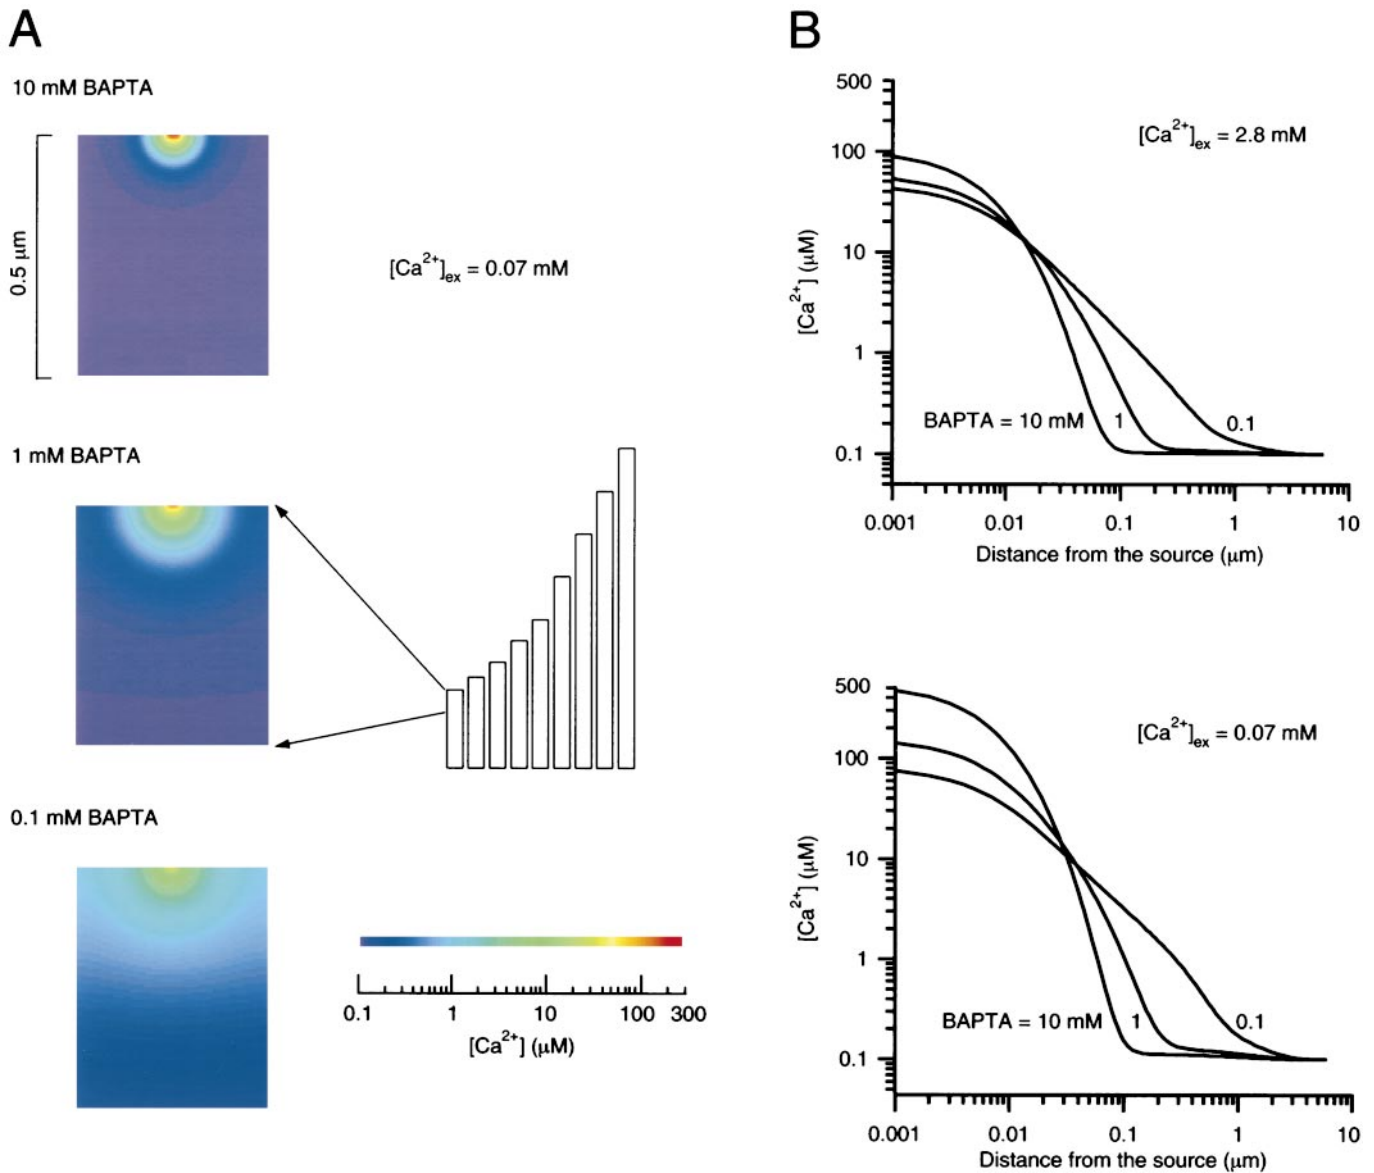 A
10 mM BAPTA
0.5 μm
[Ca2+]ex = 0.07 mM
1 mM BAPTA
0.1 mM BAPTA
0.1 1 10 100 300
[Ca2+] (μM)
B
500
100
10
1
0.1
[Ca2+] (μM)
[Ca2+]ex = 2.8 mM
BAPTA = 10 mM 1 0.1
0.001 0.01 0.1 1 10
Distance from the source (μm)
500
100
10
1
0.1
[Ca2+] (μM)
[Ca2+]ex = 0.07 mM
BAPTA = 10 mM 1 0.1
0.001 0.01 0.1 1 10
Distance from the source (μm)